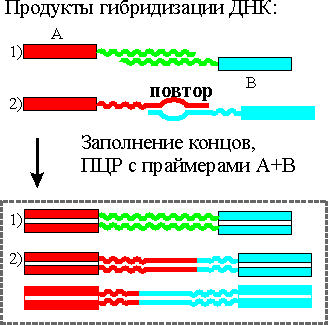 Продукты гибридизации ДНК:
A
1)
B
повтор
2)
Заполнение концов,
ПЦР с праймерами А+В
1)
2)